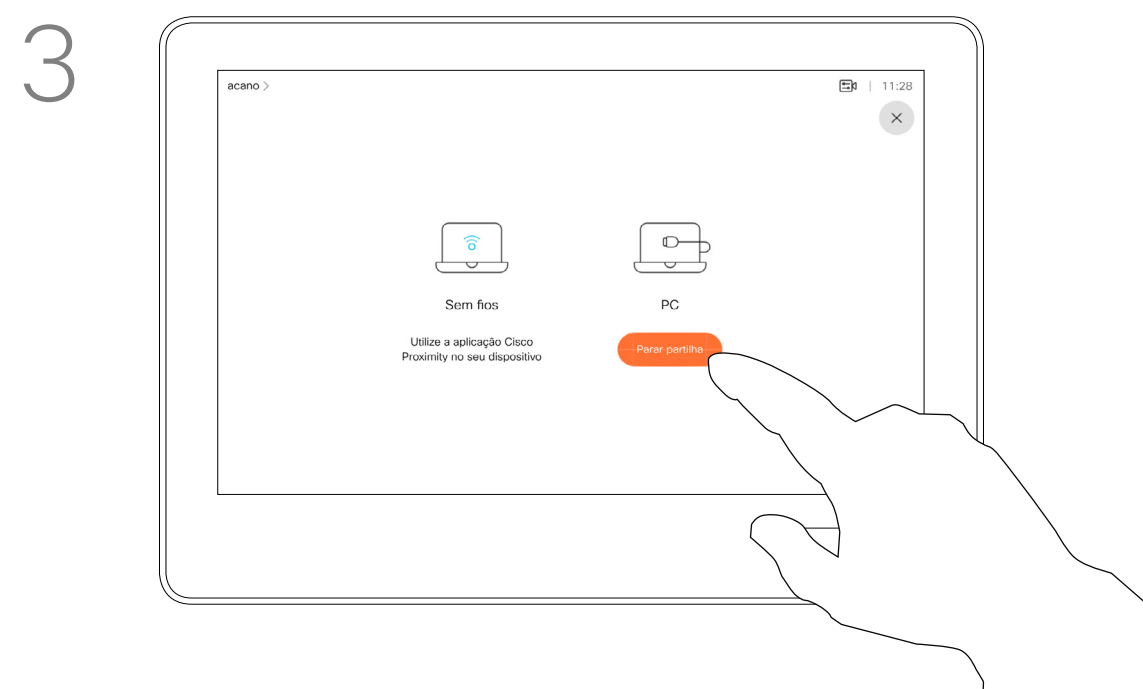 3
acano >
11:28
Sem fios
PC
Utilize a aplicação Cisco
Proximity no seu dispositivo
Parar partilha